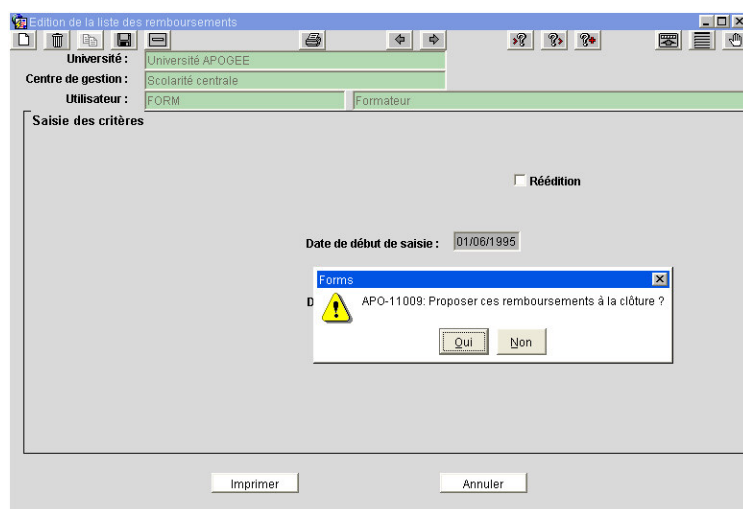 Edition de la liste des remboursements
Université : Université APOGEE
Centre de gestion : Scolarité centrale
Utilisateur : FORM Formateur
Saisie des critères
Réédition
Date de début de saisie : 01/06/1995
Forms
D
APO-11009: Proposer ces remboursements à la clôture ?
Oui Non
Imprimer Annuler